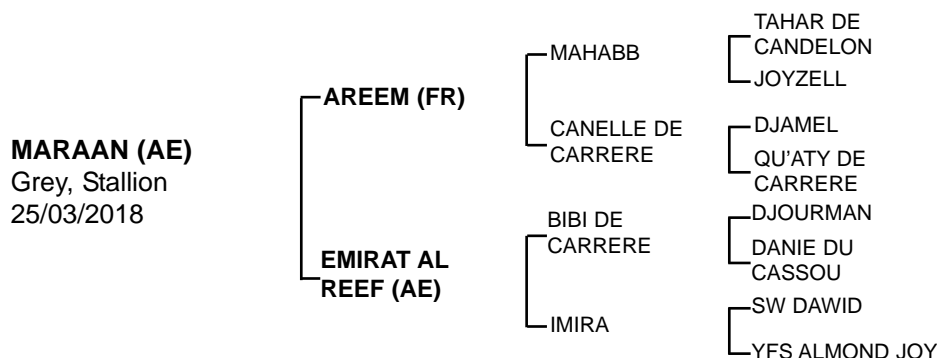 MARAAN (AE)
Grey, Stallion
25/03/2018
AREEM (FR)
EMIRAT AL
REEF (AE)
MAHABB
CANELLE DE
CARRERE
BIBI DE
CARRERE
IMIRA
TAHAR DE
CANDELON
JOYZELL
DJAMEL
QU'ATY DE
CARRERE
DJOURMAN
DANIE DU
CASSOU
SW DAWID
YFS ALMOND JOY